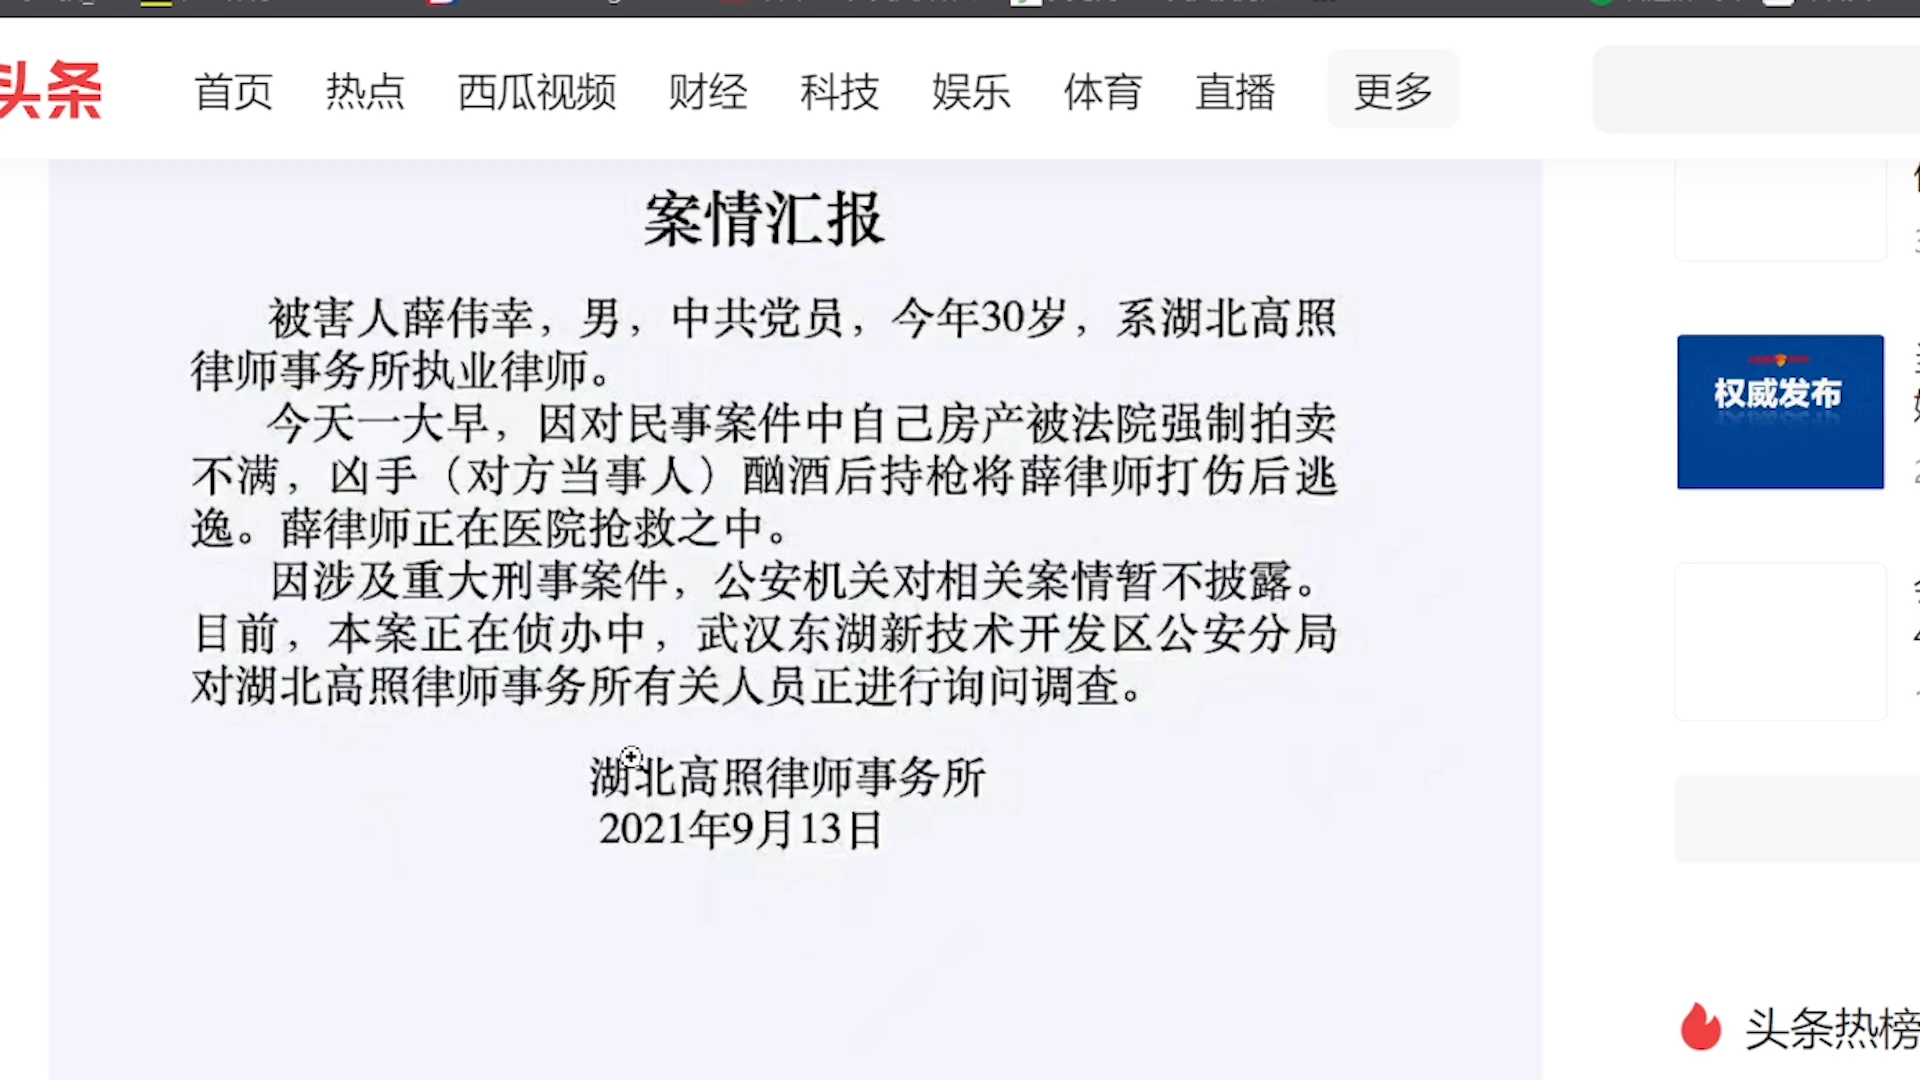 头条
首页 热点 西瓜视频 财经 科技 娱乐 体育 直播 更多
案情汇报
被害人薛伟幸，男，中共党员，今年30岁，系湖北高照
律师事务所执业律师。
今天一大早，因对民事案件中自己房产被法院强制拍卖
不满，凶手（对方当事人）酗酒后持枪将薛律师打伤后逃
逸。薛律师正在医院抢救之中。
因涉及重大刑事案件，公安机关对相关案情暂不披露。
目前，本案正在侦办中，武汉东湖新技术开发区公安分局
对湖北高照律师事务所有关人员正进行询问调查。
湖北高照律师事务所
2021年9月13日
权威发布
头条热榜